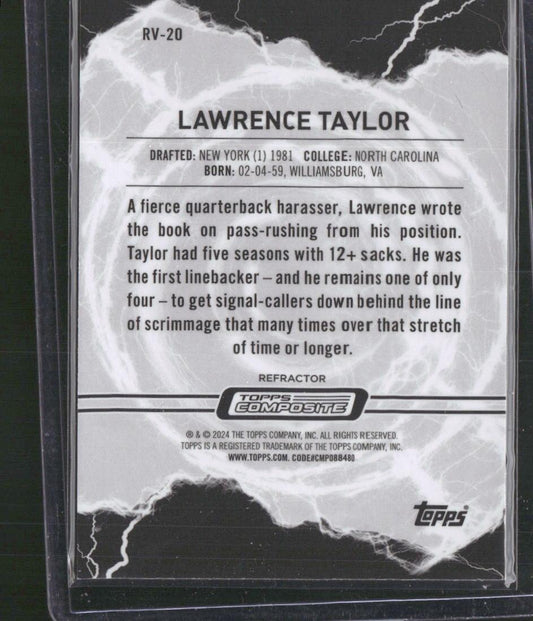 RV-20
LAWRENCE TAYLOR
DRAFTED: NEW YORK (1) 1981 COLLEGE: NORTH CAROLINA
BORN: 02-04-59, WILLIAMSBURG, VA
A fierce quarterback harasser, Lawrence wrote
the book on pass-rushing from his position.
Taylor had five seasons with 12+ sacks. He was
the first linebacker – and he remains one of only
four – to get signal-callers down behind the line
of scrimmage that many times over that stretch
of time or longer.
REFRACTOR
TOPPS
COMPOSITE
® & © 2024 THE TOPPS COMPANY, INC. ALL RIGHTS RESERVED.
TOPPS IS A REGISTERED TRADEMARK OF THE TOPPS COMPANY, INC.
WWW.TOPPS.COM. CODE#CMP088480
Topps